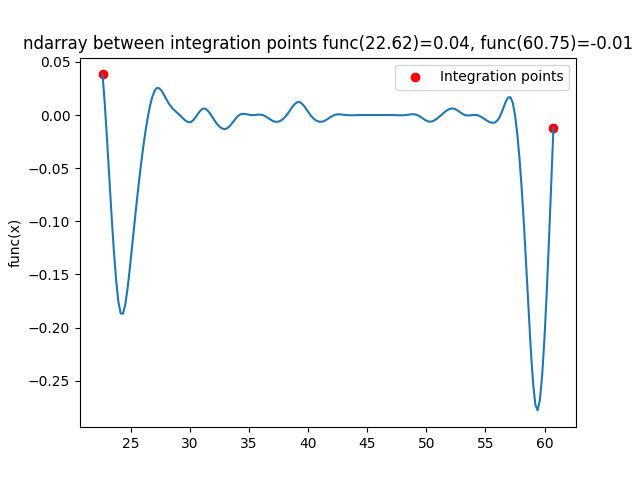 ndarray between integration points func(22.62)=0.04, func(60.75)=-0.01
Integration points
func(x)
0.05
0.00
−0.05
−0.10
−0.15
−0.20
−0.25
25 30 35 40 45 50 55 60